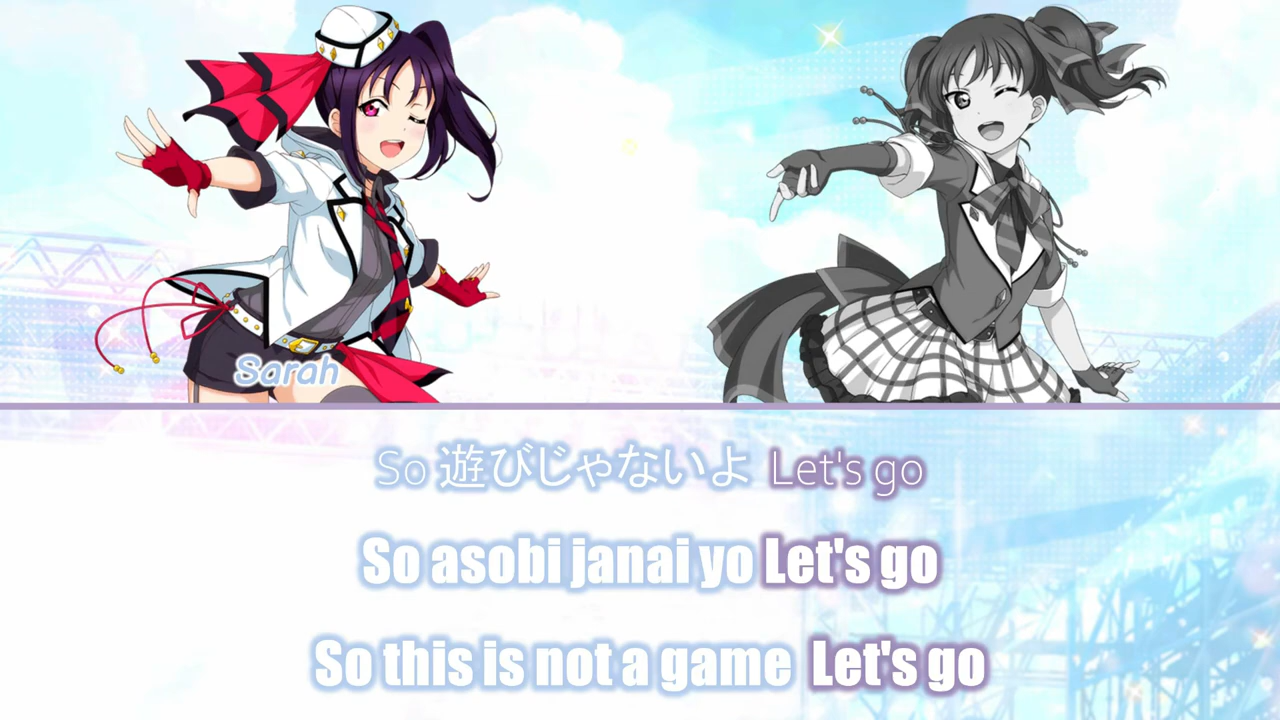 Sarah
So 遊びじゃないよ Let's go
So asobi janai yo Let's go
So this is not a game Let's go